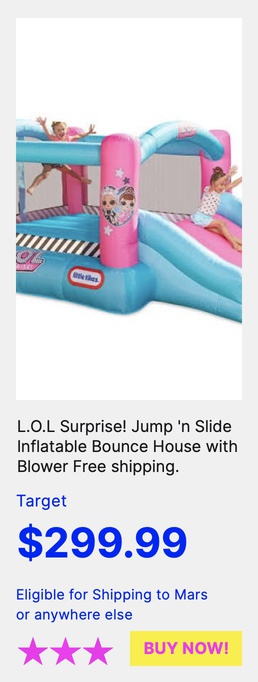 little tikes
L.O.L Surprise! Jump 'n Slide
Inflatable Bounce House with
Blower Free shipping.
Target
$299.99
Eligible for Shipping to Mars
or anywhere else
BUY NOW!